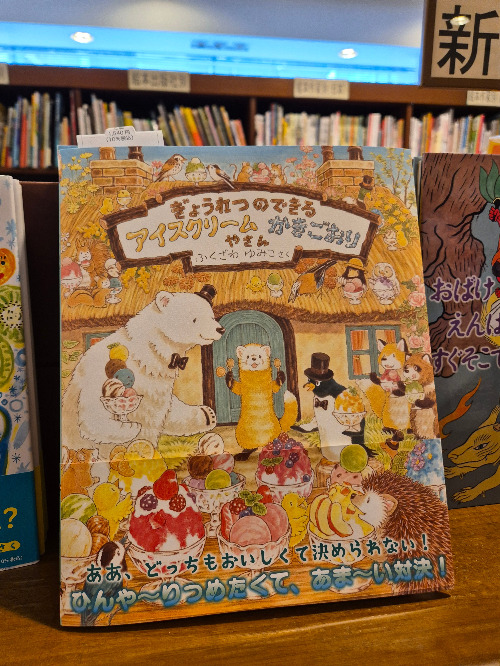 新
ぎょうれつのできる
アイスクリーム かきごおり
やさん
ふくざわ ゆみこ さく
ああ、どっちもおいしくて決められない!
ひんや〜りつめたくて、あま〜い対決!
おばけ
えんに
すぐそこ
?
さく